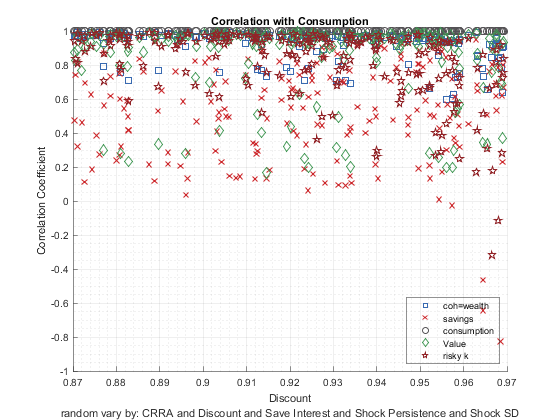 Correlation with Consumption
Correlation Coefficient
1
0.8
0.6
0.4
0.2
0
-0.2
-0.4
-0.6
-0.8
-1
coh=wealth
savings
consumption
Value
risky k
0.87 0.88 0.89 0.9 0.91 0.92 0.93 0.94 0.95 0.96 0.97
Discount
random vary by: CRRA and Discount and Save Interest and Shock Persistence and Shock SD